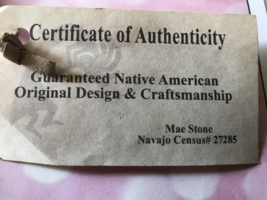 Certificate of Authenticity
Guaranteed Native American
Original Design & Craftsmanship
Mae Stone
Navajo Census# 27285